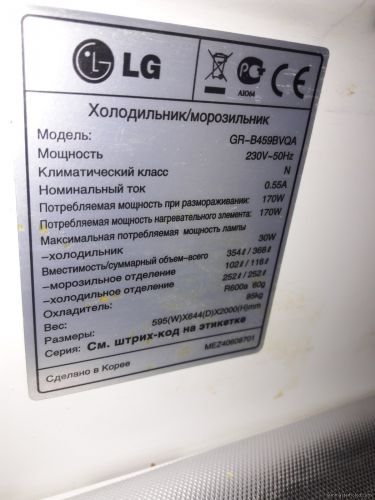 LG
АЮ64
Холодильник/морозильник
Модель: GR-B459BVQA
Мощность 230V~50Hz
Климатический класс N
Номинальный ток 0.55A
Потребляемая мощность при размораживании: 170W
Потребляемая мощность нагревательного элемента: 170W
Максимальная потребляемая мощность лампы
–холодильник 30W
Вместимость/суммарный объем–всего 354ℓ / 368ℓ
–морозильное отделение 102ℓ / 116ℓ
–холодильное отделение 252ℓ / 252ℓ
Охладитель: R600a 60g
Вес: 85kg
Размеры: 595(W)X644(D)X2000(H)mm
Серия: См. штрих-код на этикетке
Сделано в Корее MEZ40608701